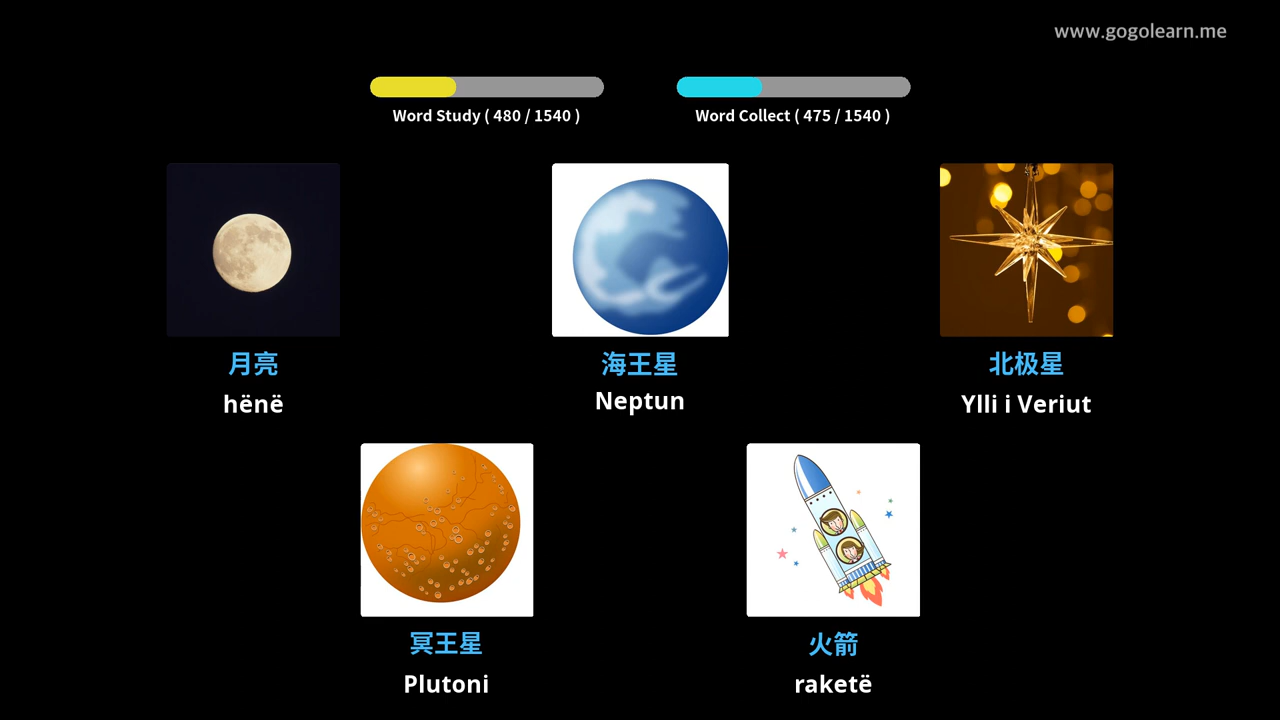 www.gogolearn.me
Word Study ( 480 / 1540 )
Word Collect ( 475 / 1540 )
月亮
hënë
海王星
Neptun
北极星
Ylli i Veriut
冥王星
Plutoni
火箭
raketë